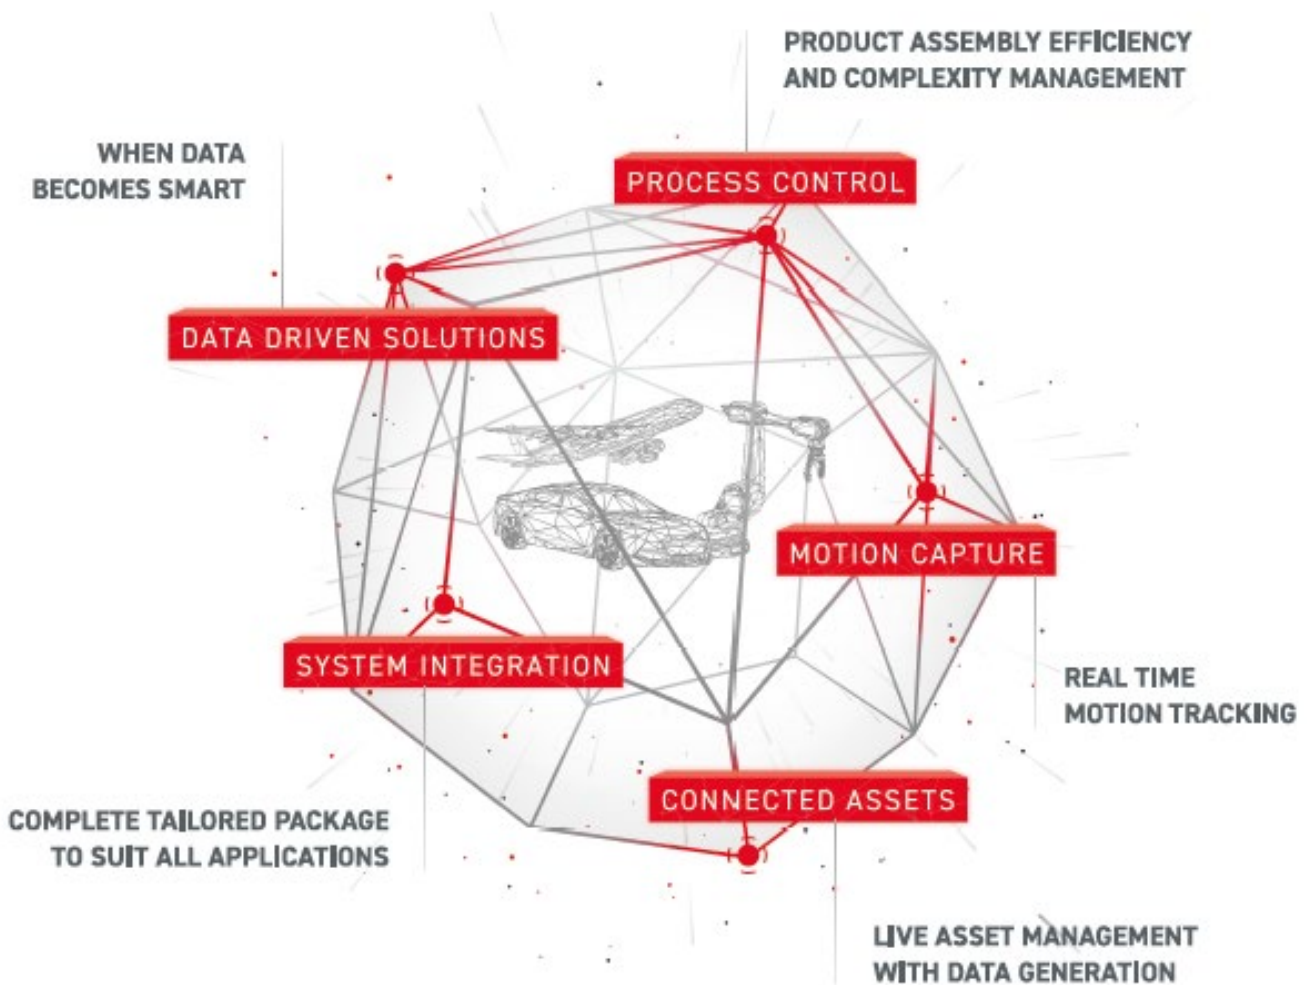 PRODUCT ASSEMBLY EFFICIENCY
AND COMPLEXITY MANAGEMENT
WHEN DATA
BECOMES SMART
PROCESS CONTROL
DATA DRIVEN SOLUTIONS
MOTION CAPTURE
SYSTEM INTEGRATION
REAL TIME
MOTION TRACKING
CONNECTED ASSETS
COMPLETE TAILORED PACKAGE
TO SUIT ALL APPLICATIONS
LIVE ASSET MANAGEMENT
WITH DATA GENERATION